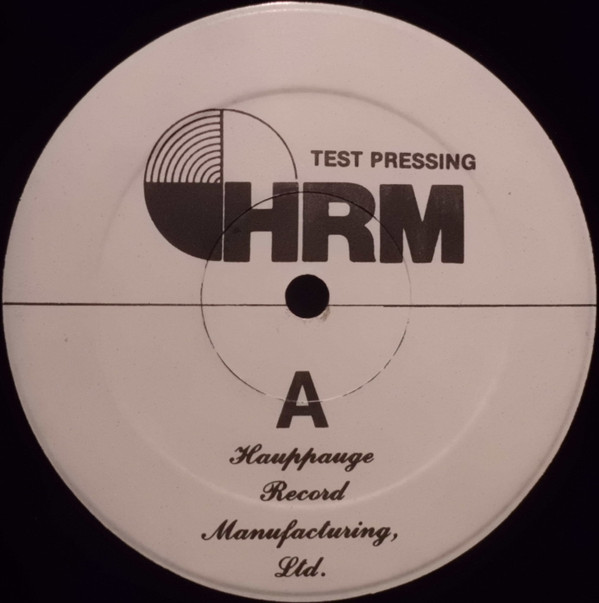 TEST PRESSING
HRM
A
Hauppauge
Record
Manufacturing,
Ltd.